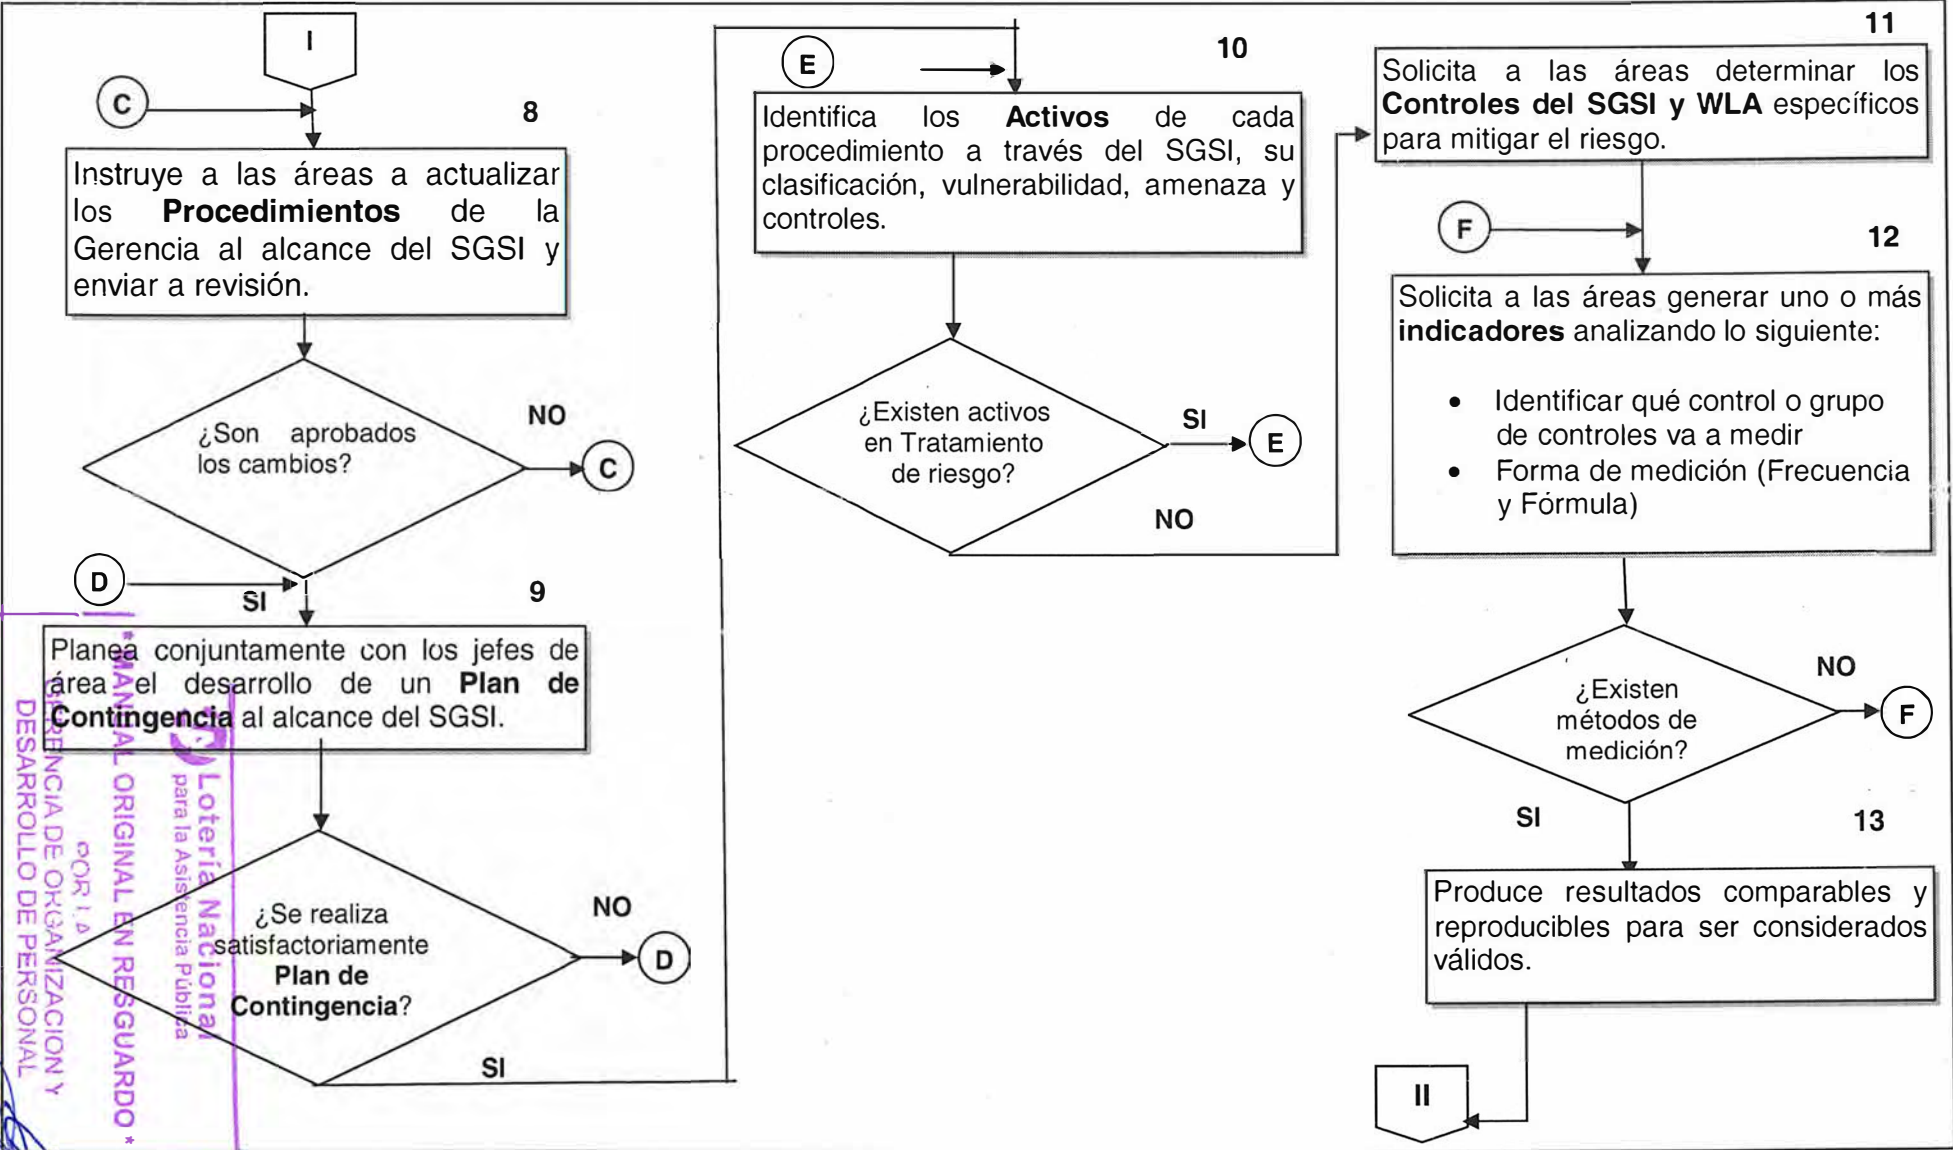 I
C
8
Instruye a las áreas a actualizar
los Procedimientos de la
Gerencia al alcance del SGSI y
enviar a revisión.
¿Son aprobados
los cambios?
NO
C
D
SI
9
Planea conjuntamente con los jefes de
área el desarrollo de un Plan de
Contingencia al alcance del SGSI.
¿Se realiza
satisfactoriamente
Plan de
Contingencia?
NO
D
SI
E
10
Identifica los Activos de cada
procedimiento a través del SGSI, su
clasificación, vulnerabilidad, amenaza y
controles.
¿Existen activos
en Tratamiento
de riesgo?
SI
E
NO
11
Solicita a las áreas determinar los
Controles del SGSI y WLA específicos
para mitigar el riesgo.
F
12
Solicita a las áreas generar uno o más
indicadores analizando lo siguiente:
• Identificar qué control o grupo
de controles va a medir
• Forma de medición (Frecuencia
y Fórmula)
¿Existen
métodos de
medición?
NO
F
SI
13
Produce resultados comparables y
reproducibles para ser considerados
válidos.
II
Lotería Nacional
para la Asistencia Pública
*MANUAL ORIGINAL EN RESGUARDO *
POR LA
GERENCIA DE ORGANIZACION Y
DESARROLLO DE PERSONAL